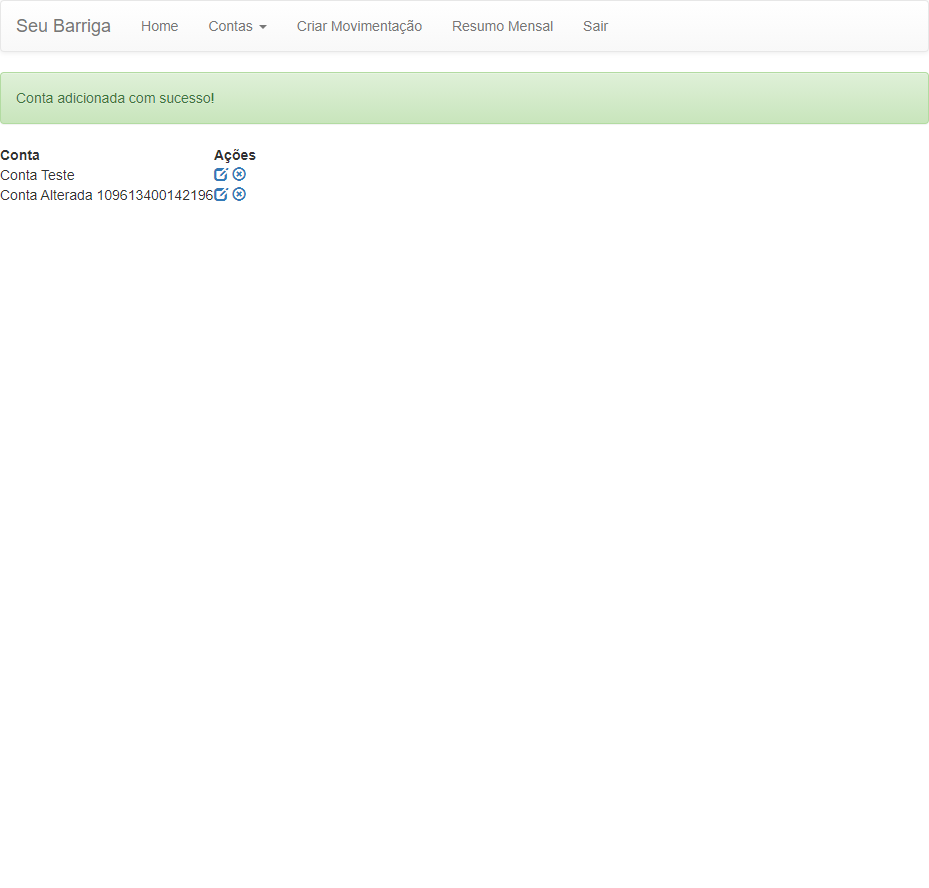 Seu Barriga Home Contas Criar Movimentação Resumo Mensal Sair
Conta adicionada com sucesso!
Conta Ações
Conta Teste
Conta Alterada 109613400142196